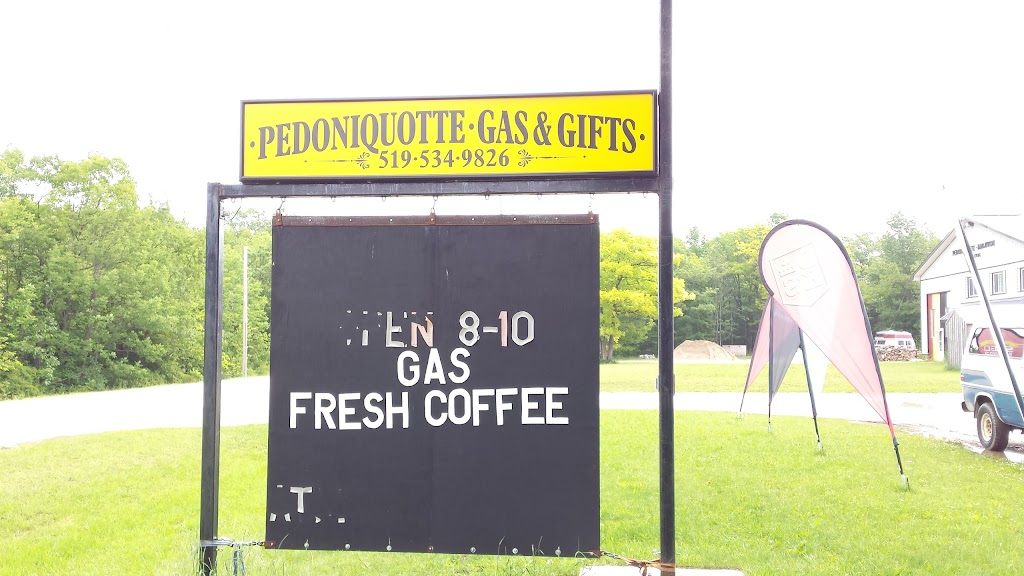 ·PEDONIQUOTTE·GAS & GIFTS·
519·534·9826
EN 8-10
GAS
FRESH COFFEE
T